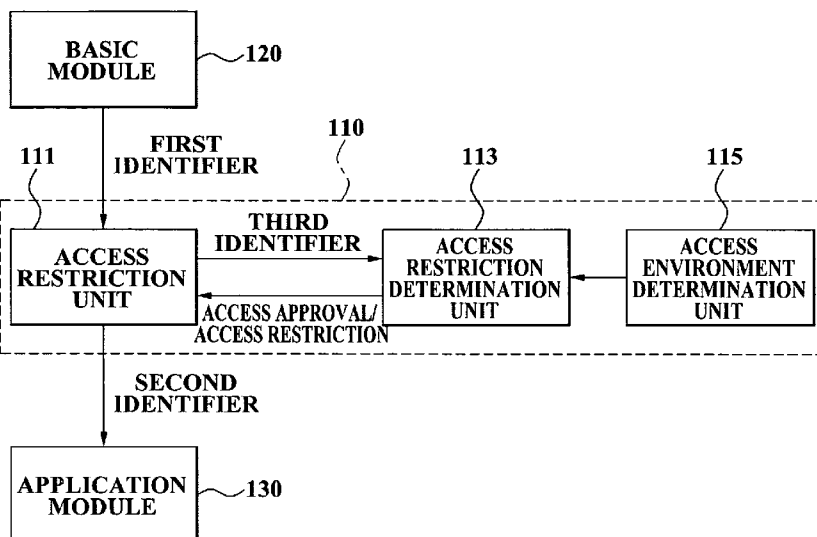 BASIC
MODULE
120
FIRST
IDENTIFIER
110
111
113
115
THIRD
IDENTIFIER
ACCESS
RESTRICTION
UNIT
ACCESS
RESTRICTION
DETERMINATION
UNIT
ACCESS
ENVIRONMENT
DETERMINATION
UNIT
ACCESS APPROVAL/
ACCESS RESTRICTION
SECOND
IDENTIFIER
APPLICATION
MODULE
130